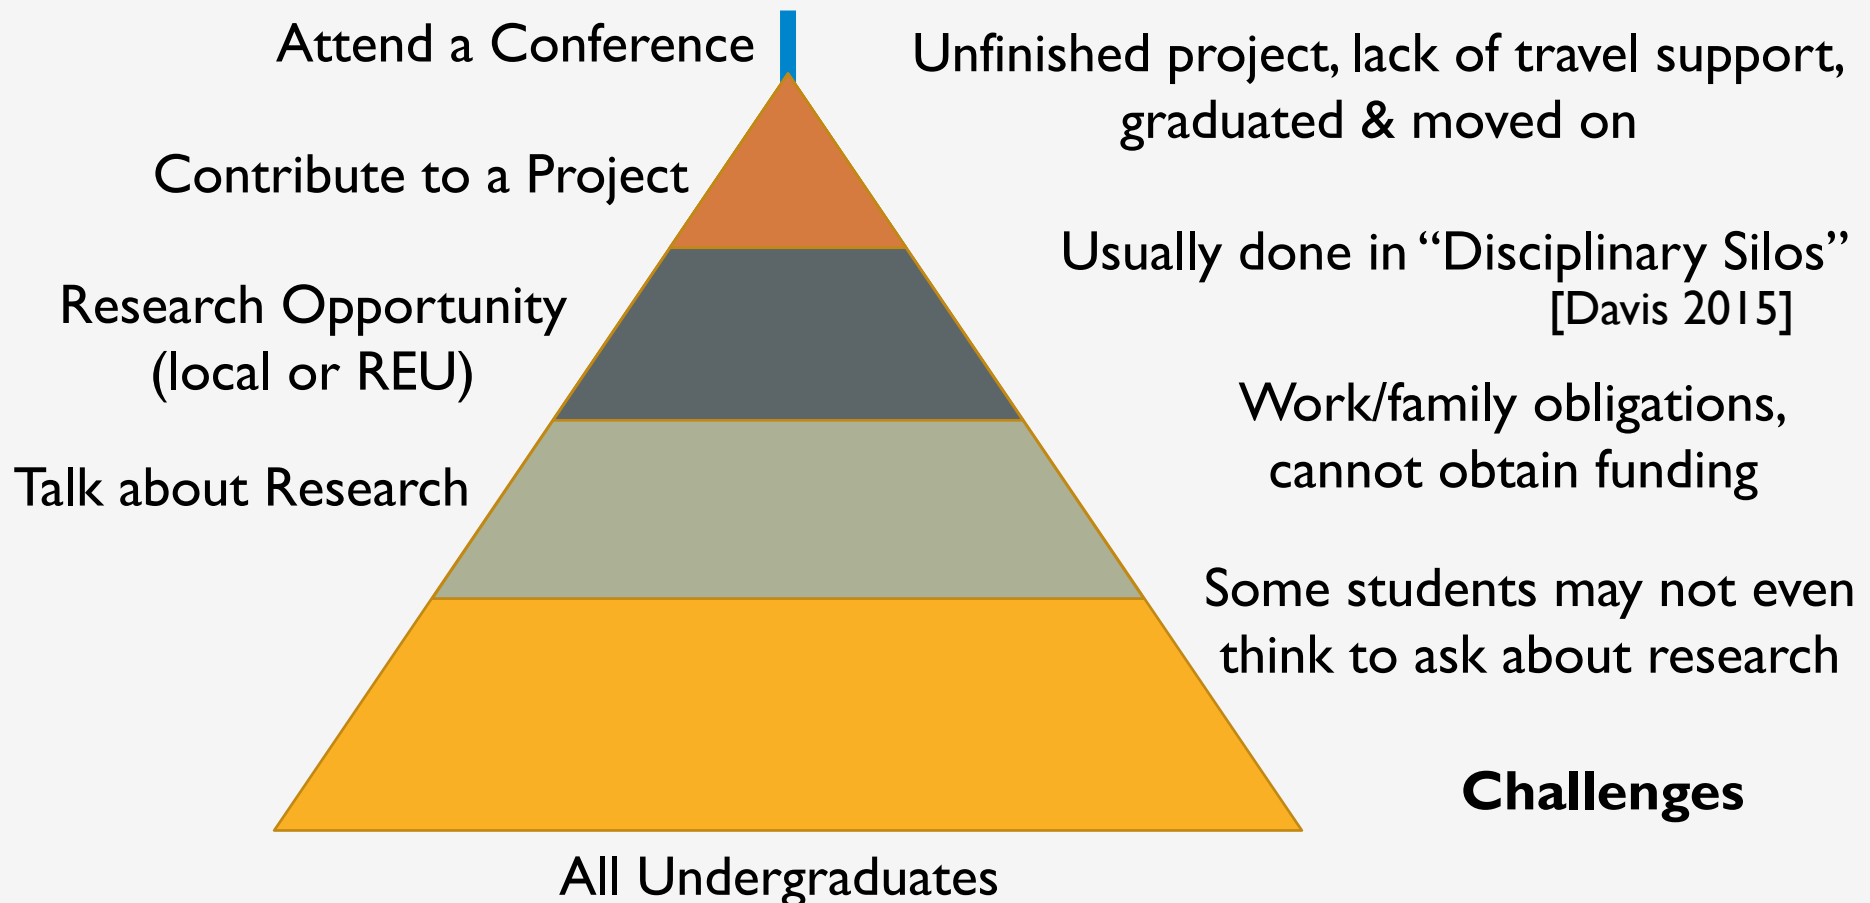 Attend a Conference
Unfinished project, lack of travel support,
graduated & moved on
Contribute to a Project
Usually done in “Disciplinary Silos”
[Davis 2015]
Research Opportunity
(local or REU)
Work/family obligations,
cannot obtain funding
Talk about Research
Some students may not even
think to ask about research
Challenges
All Undergraduates